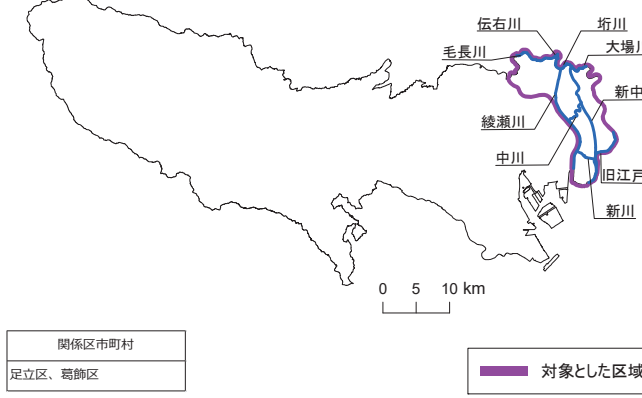 伝右川
垳川
毛長川
大場川
新中
綾瀬川
中川
旧江戸
新川
0 5 10 km
関係区市町村
足立区、葛飾区
対象とした区域